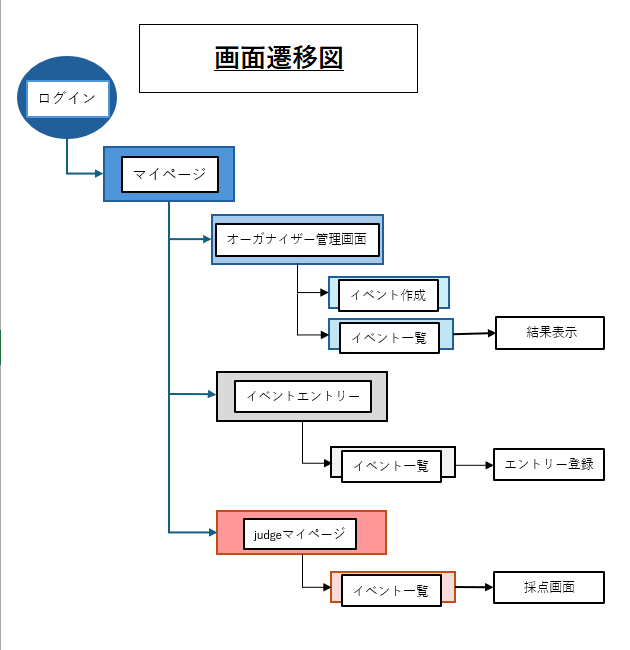 画面遷移図
ログイン
マイページ
オーガナイザー管理画面
イベント作成
イベント一覧
結果表示
イベントエントリー
イベント一覧
エントリー登録
judgeマイページ
イベント一覧
採点画面